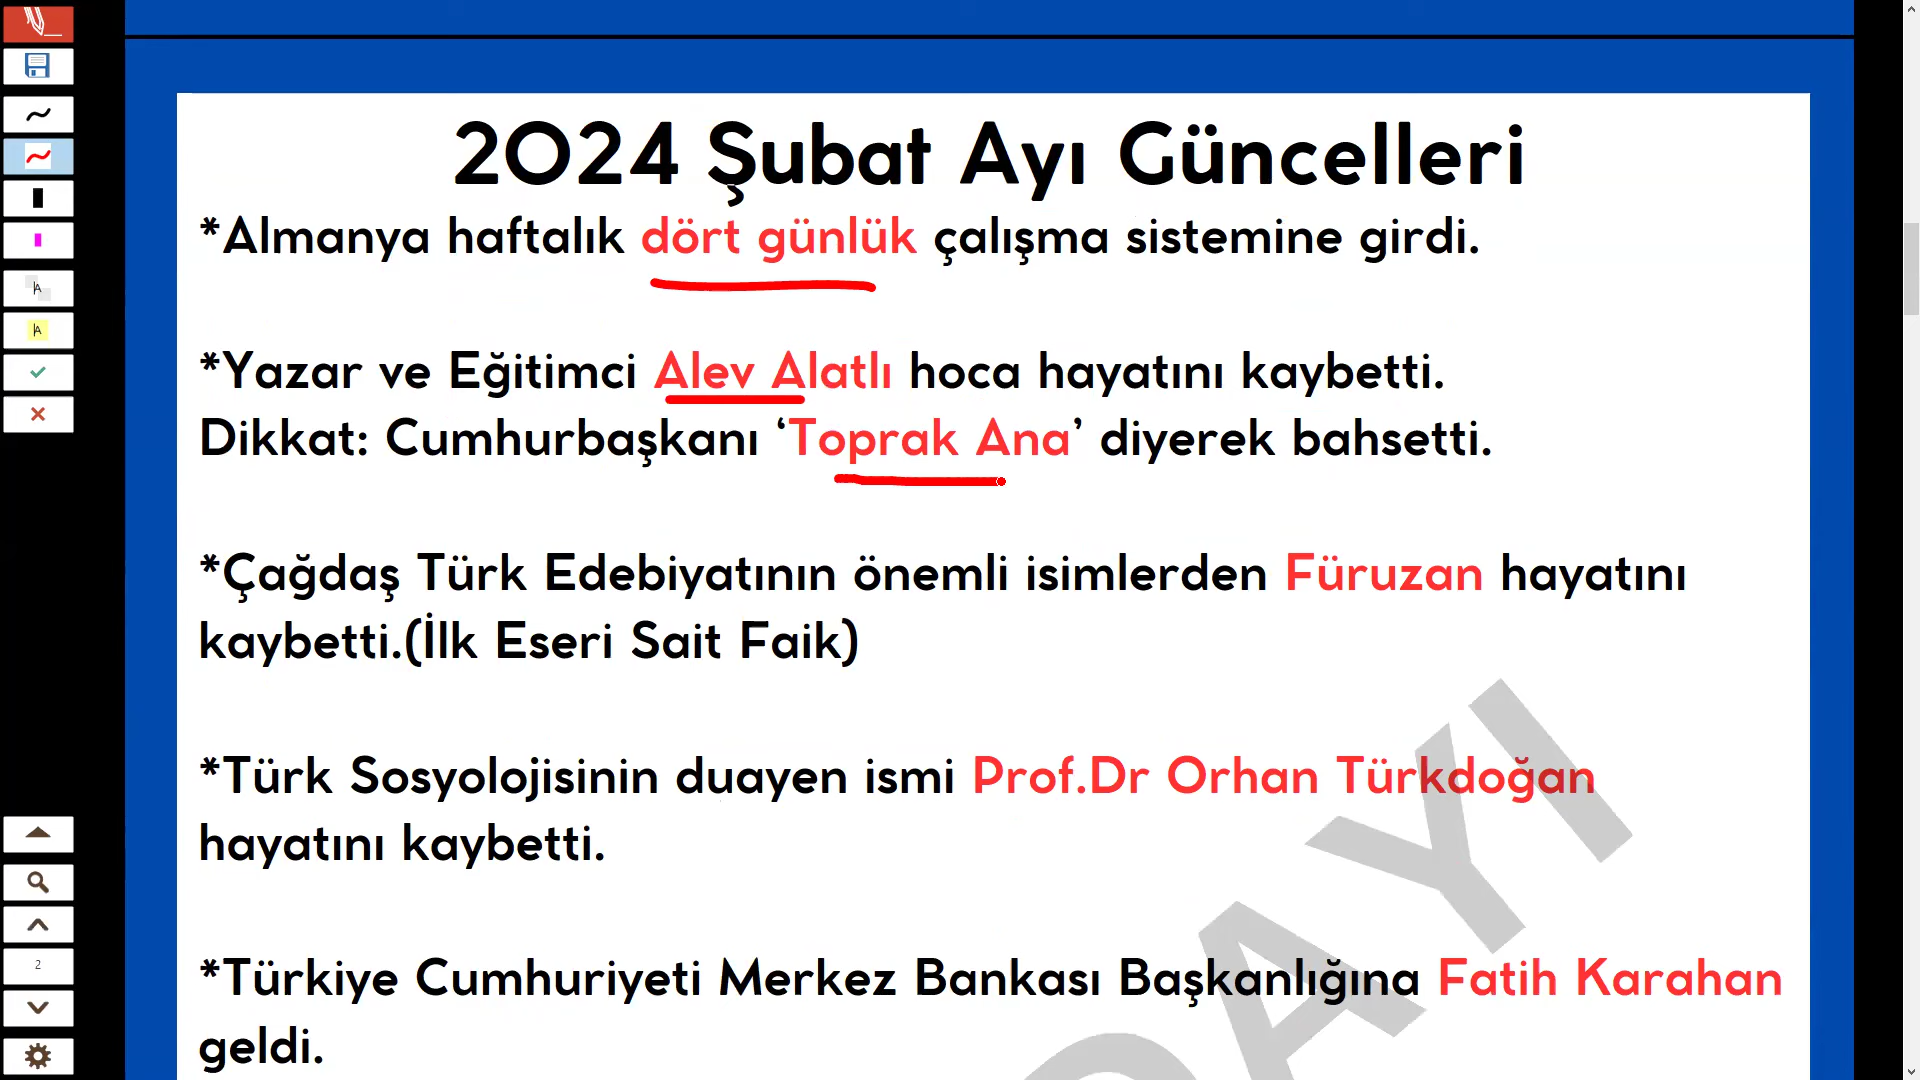 2024 Şubat Ayı Güncelleri
*Almanya haftalık dört günlük çalışma sistemine girdi.
*Yazar ve Eğitimci Alev Alatlı hoca hayatını kaybetti.
Dikkat: Cumhurbaşkanı ‘Toprak Ana’ diyerek bahsetti.
*Çağdaş Türk Edebiyatının önemli isimlerden Füruzan hayatını
kaybetti.(İlk Eseri Sait Faik)
*Türk Sosyolojisinin duayen ismi Prof.Dr Orhan Türkdoğan
hayatını kaybetti.
*Türkiye Cumhuriyeti Merkez Bankası Başkanlığına Fatih Karahan
geldi.
2